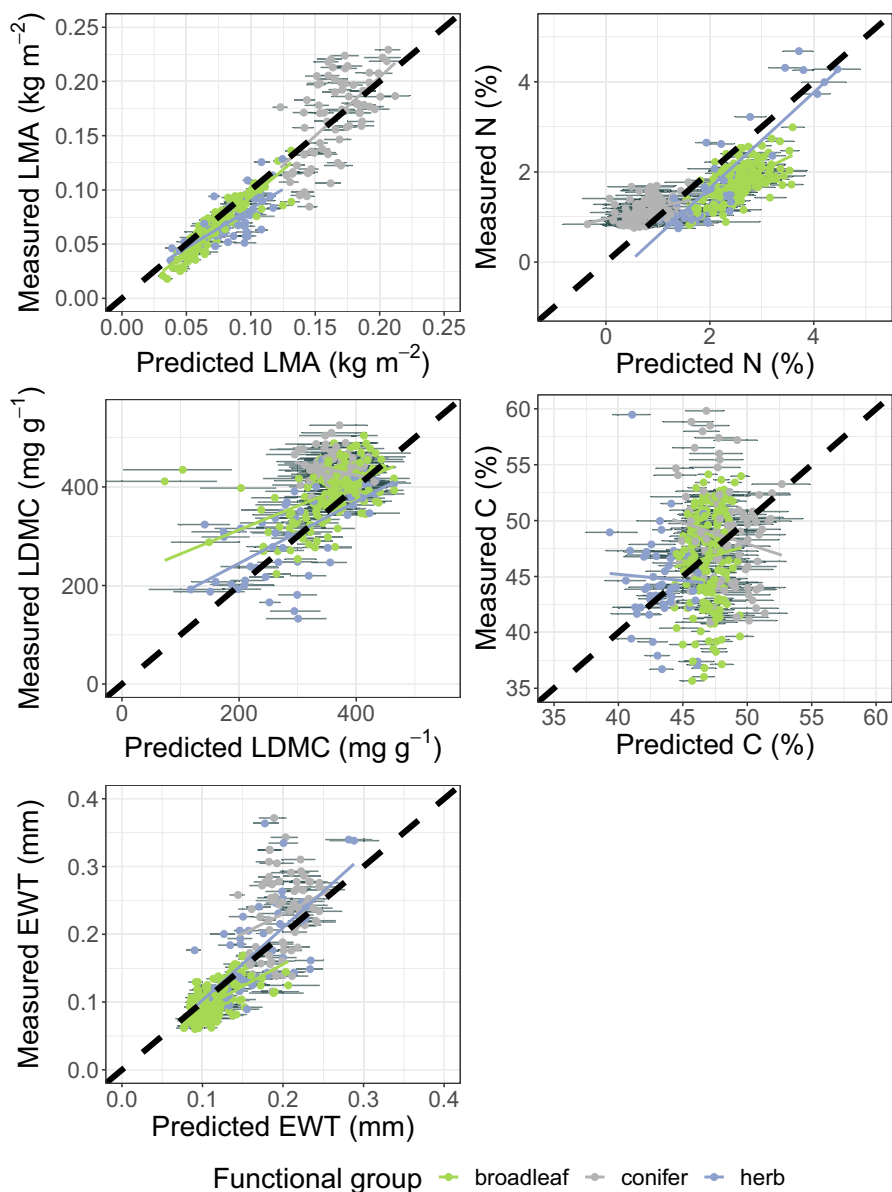 Measured LMA (kg m−2)
0.25
0.20
0.15
0.10
0.05
0.00
0.00 0.05 0.10 0.15 0.20 0.25
Predicted LMA (kg m−2)
Measured N (%)
4
2
0
0 2 4
Predicted N (%)
Measured LDMC (mg g−1)
400
200
0
0 200 400
Predicted LDMC (mg g−1)
Measured C (%)
60
55
50
45
40
35
35 40 45 50 55 60
Predicted C (%)
Measured EWT (mm)
0.4
0.3
0.2
0.1
0.0
0.0 0.1 0.2 0.3 0.4
Predicted EWT (mm)
Functional group broadleaf conifer herb